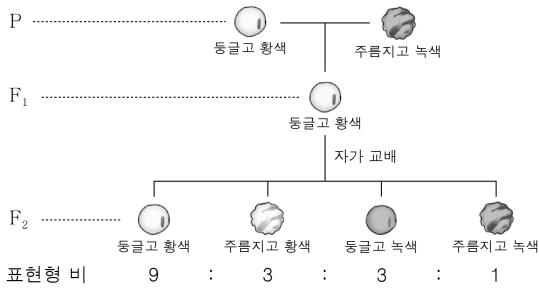 P
둥글고 황색
주름지고 녹색
F₁
둥글고 황색
자가 교배
F₂
둥글고 황색 주름지고 황색 둥글고 녹색 주름지고 녹색
표현형 비 9 : 3 : 3 : 1